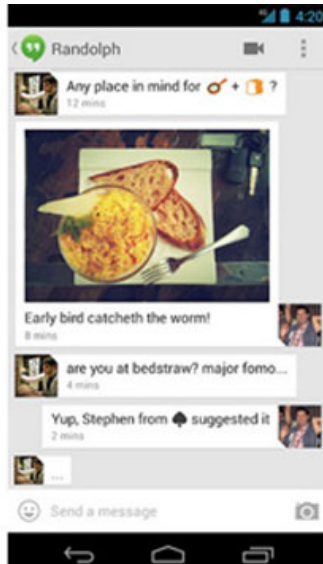 4:20
Randolph
Any place in mind for 🍳 + 🍞 ?
12 mins
Early bird catcheth the worm!
8 mins
are you at bedstraw? major fomo...
4 mins
Yup, Stephen from ♠ suggested it
2 mins
...
Send a message